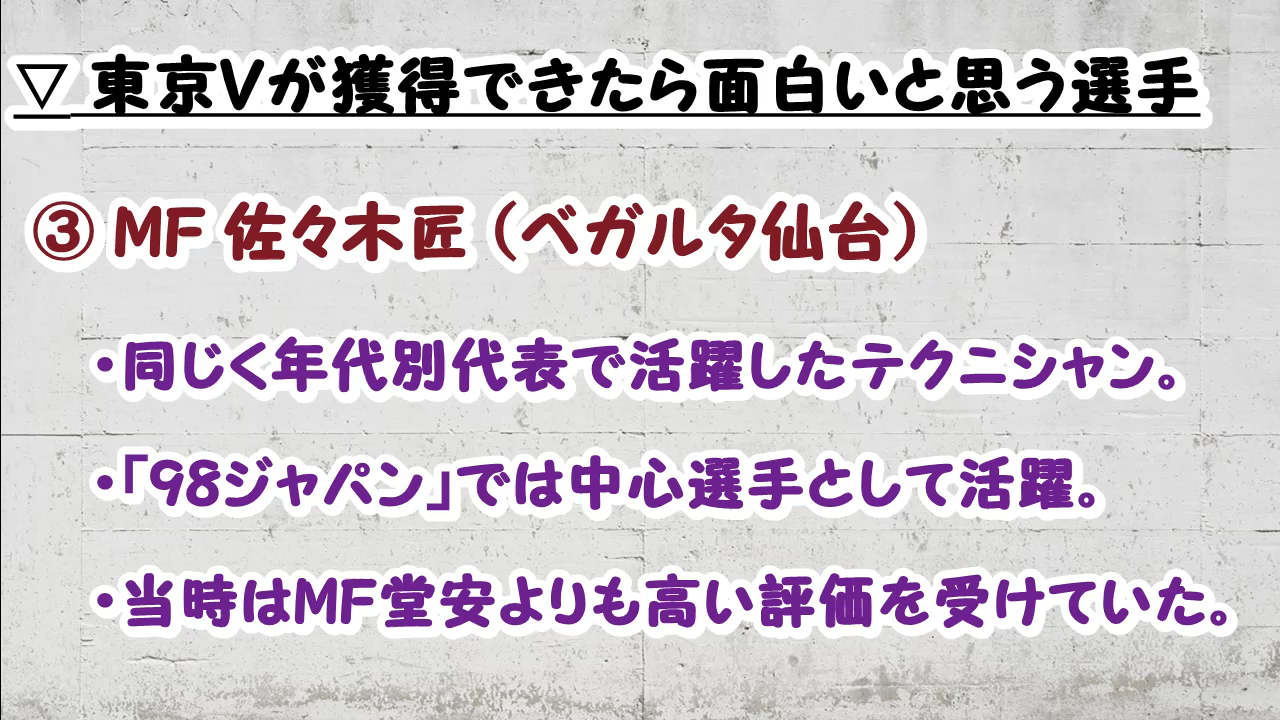 ▽ 東京Vが獲得できたら面白いと思う選手
③ MF 佐々木匠（ベガルタ仙台）
・同じく年代別代表で活躍したテクニシャン。
・「98ジャパン」では中心選手として活躍。
・当時はMF堂安よりも高い評価を受けていた。